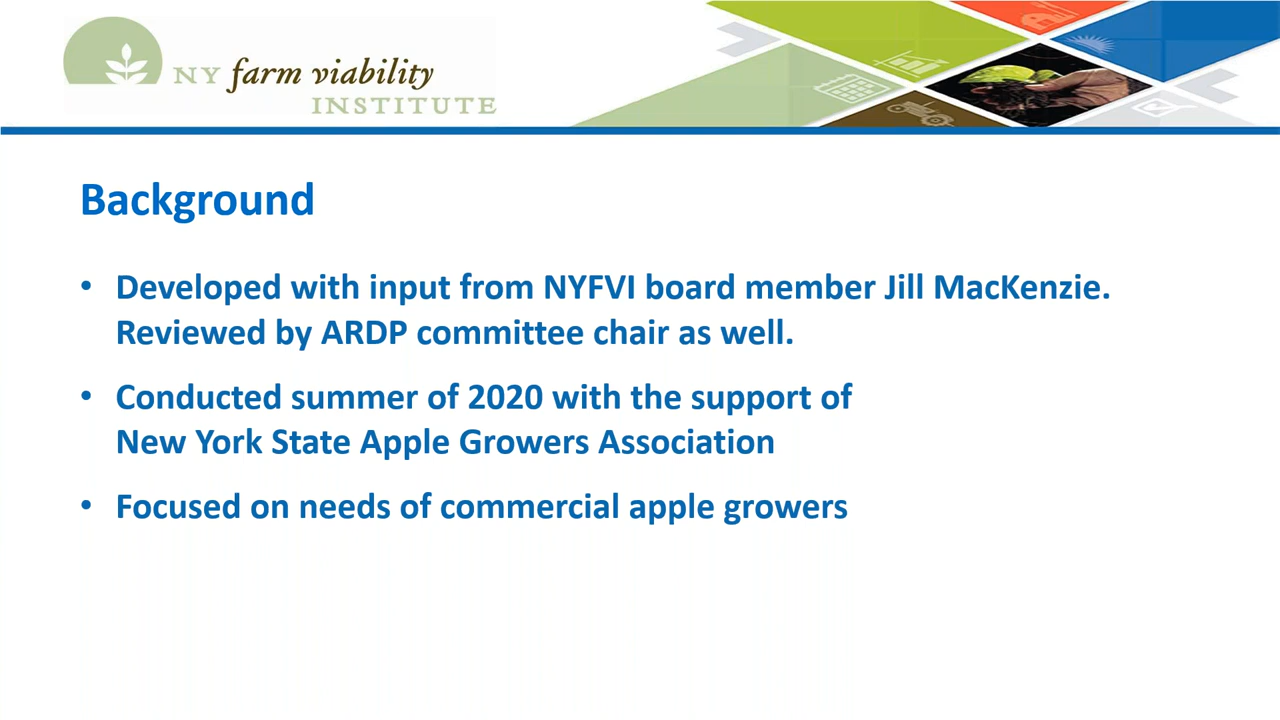 NY farm viability
INSTITUTE
Background
• Developed with input from NYFVI board member Jill MacKenzie.
Reviewed by ARDP committee chair as well.
• Conducted summer of 2020 with the support of
New York State Apple Growers Association
• Focused on needs of commercial apple growers